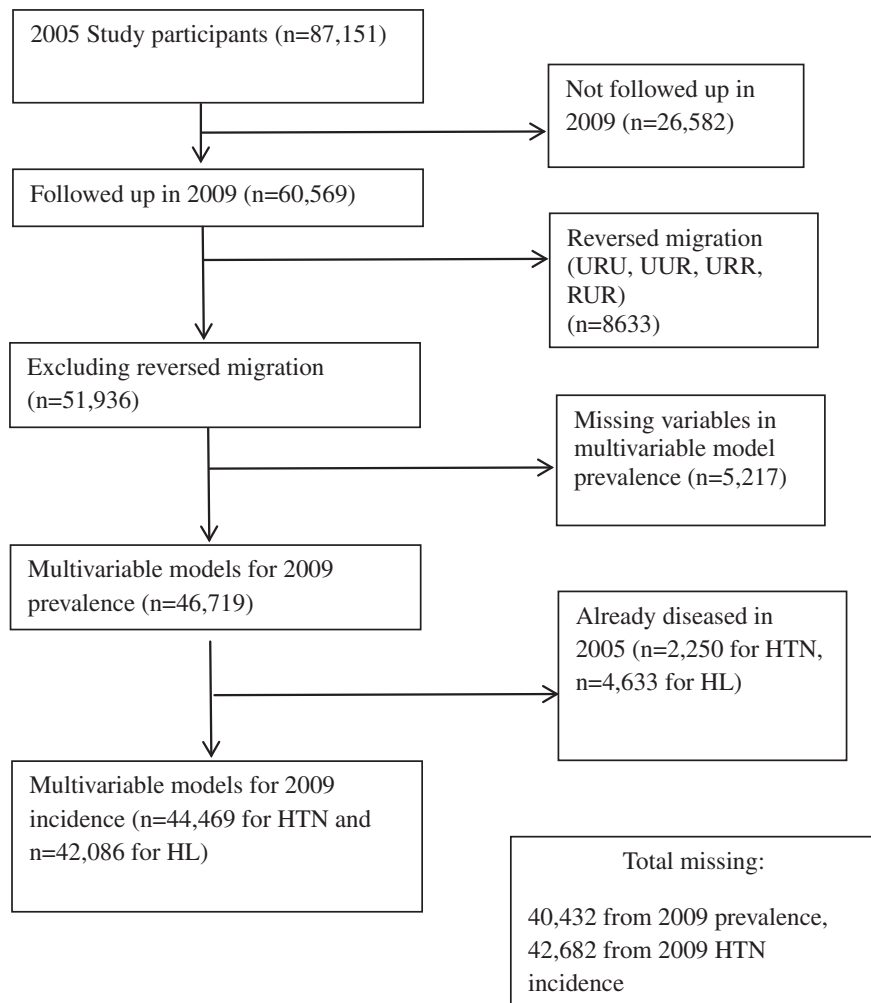 2005 Study participants (n=87,151)
Not followed up in
2009 (n=26,582)
Followed up in 2009 (n=60,569)
Reversed migration
(URU, UUR, URR,
RUR)
(n=8633)
Excluding reversed migration
(n=51,936)
Missing variables in
multivariable model
prevalence (n=5,217)
Multivariable models for 2009
prevalence (n=46,719)
Already diseased in
2005 (n=2,250 for HTN,
n=4,633 for HL)
Multivariable models for 2009
incidence (n=44,469 for HTN and
n=42,086 for HL)
Total missing:
40,432 from 2009 prevalence,
42,682 from 2009 HTN
incidence